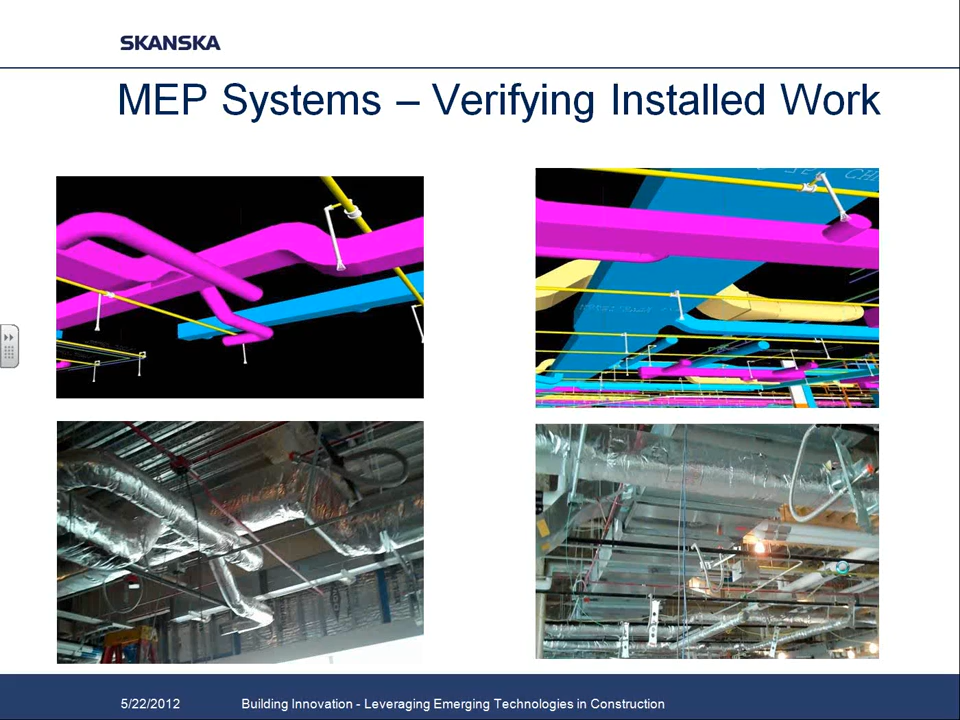 SKANSKA
MEP Systems – Verifying Installed Work
5/22/2012
Building Innovation - Leveraging Emerging Technologies in Construction